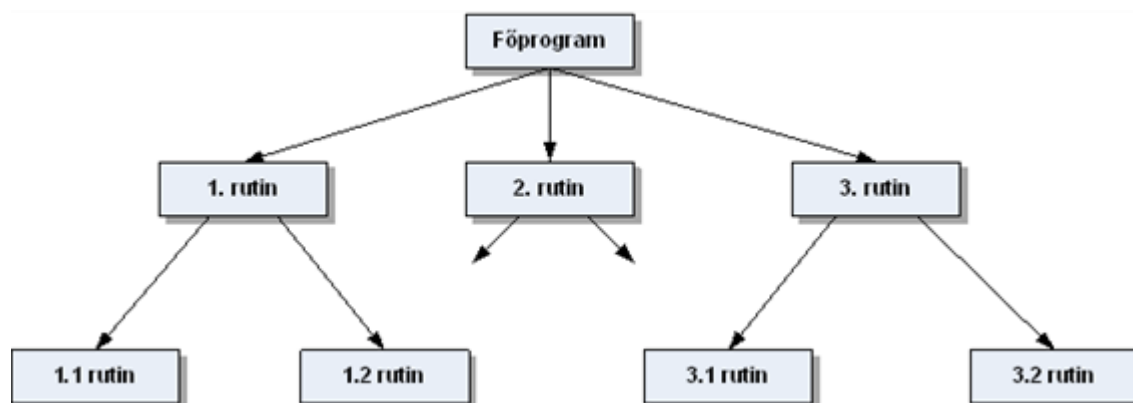 Főprogram
1. rutin
2. rutin
3. rutin
1.1 rutin
1.2 rutin
3.1 rutin
3.2 rutin